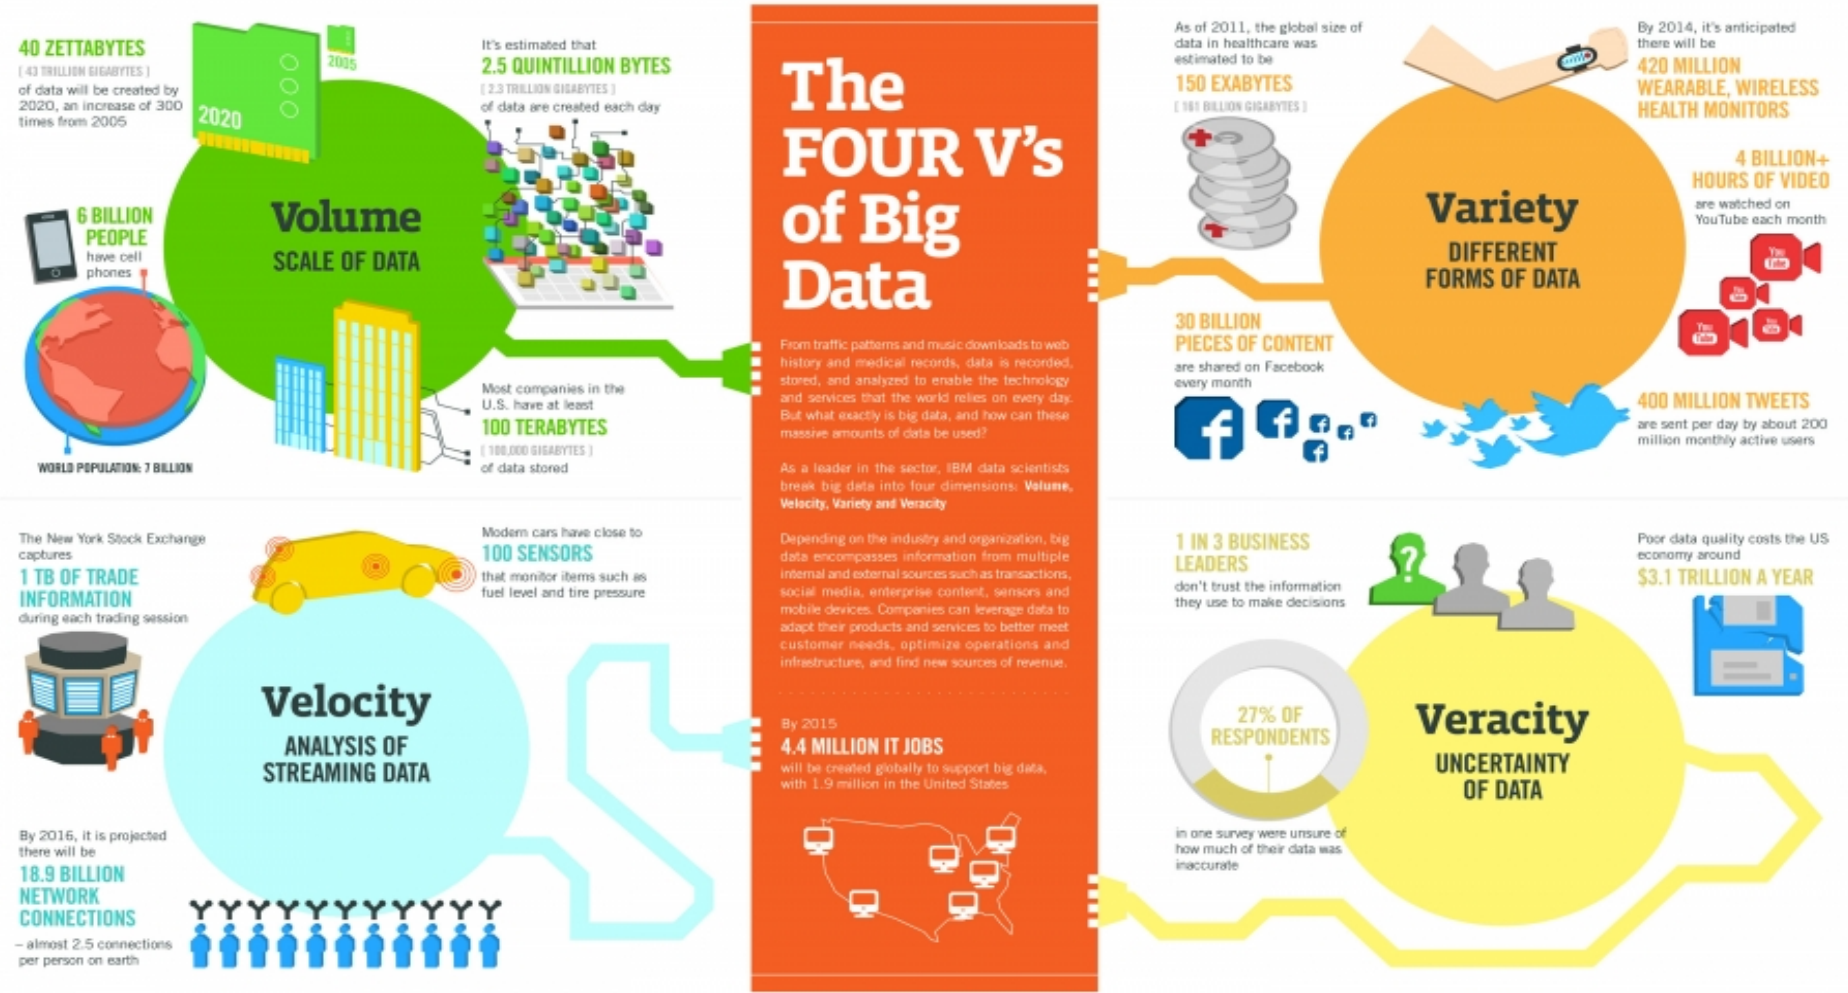 40 ZETTABYTES
[ 43 TRILLION GIGABYTES ]
of data will be created by
2020, an increase of 300
times from 2005
2020
2005
It's estimated that
2.5 QUINTILLION BYTES
[ 2.3 TRILLION GIGABYTES ]
of data are created each day
6 BILLION
PEOPLE
have cell
phones
WORLD POPULATION: 7 BILLION
Volume
SCALE OF DATA
Most companies in the
U.S. have at least
100 TERABYTES
[ 100,000 GIGABYTES ]
of data stored
The New York Stock Exchange
captures
1 TB OF TRADE
INFORMATION
during each trading session
Modern cars have close to
100 SENSORS
that monitor items such as
fuel level and tire pressure
Velocity
ANALYSIS OF
STREAMING DATA
By 2016, it is projected
there will be
18.9 BILLION
NETWORK
CONNECTIONS
– almost 2.5 connections
per person on earth
The
FOUR V's
of Big
Data
From traffic patterns and music downloads to web
history and medical records, data is recorded,
stored, and analyzed to enable the technology
and services that the world relies on every day.
But what exactly is big data, and how can these
massive amounts of data be used?
As a leader in the sector, IBM data scientists
break big data into four dimensions: Volume,
Velocity, Variety and Veracity
Depending on the industry and organization, big
data encompasses information from multiple
internal and external sources such as transactions,
social media, enterprise content, sensors and
mobile devices. Companies can leverage data to
adapt their products and services to better meet
customer needs, optimize operations and
infrastructure, and find new sources of revenue.
By 2015
4.4 MILLION IT JOBS
will be created globally to support big data,
with 1.9 million in the United States
As of 2011, the global size of
data in healthcare was
estimated to be
150 EXABYTES
[ 161 BILLION GIGABYTES ]
By 2014, it's anticipated
there will be
420 MILLION
WEARABLE, WIRELESS
HEALTH MONITORS
4 BILLION+
HOURS OF VIDEO
are watched on
YouTube each month
You
Tube
You
Tube
You
Tube
You
Tube
Variety
DIFFERENT
FORMS OF DATA
30 BILLION
PIECES OF CONTENT
are shared on Facebook
every month
f
f
f
f
f
f
400 MILLION TWEETS
are sent per day by about 200
million monthly active users
1 IN 3 BUSINESS
LEADERS
don't trust the information
they use to make decisions
?
Poor data quality costs the US
economy around
$3.1 TRILLION A YEAR
27% OF
RESPONDENTS
in one survey were unsure of
how much of their data was
inaccurate
Veracity
UNCERTAINTY
OF DATA